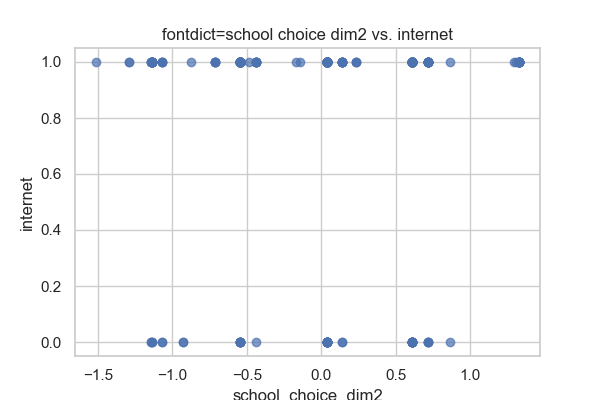 fontdict=school choice dim2 vs. internet
1.0
0.8
0.6
0.4
0.2
0.0
internet
−1.5 −1.0 −0.5 0.0 0.5 1.0
school_choice_dim2